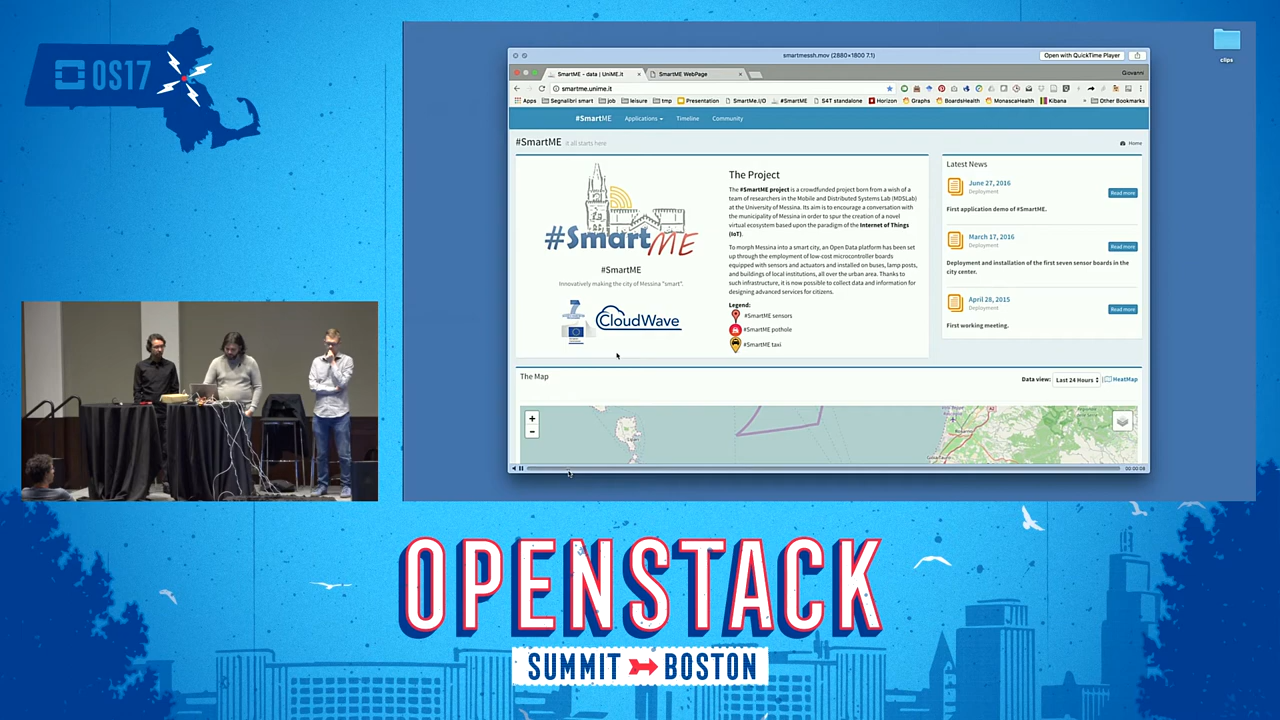 OS17
smartmessh.mov (2880×1800 7.1)
Open with QuickTime Player
clips
SmartME - data | UniME.it
SmartME WebPage
Giovanni
smartme.unime.it
Apps
Segnalibri smart
job
leisure
tmp
Presentation
SmartMe.I/O
#SmartME
S4T standalone
Horizon
Graphs
BoardsHealth
MonascaHealth
Kibana
Other Bookmarks
#SmartME
Applications
Timeline
Community
#SmartME
it all starts here
Home
#SmartME
#SmartME
Innovatively making the city of Messina "smart".
CloudWave
The Project
The #SmartME project is a crowdfunded project born from a wish of a
team of researchers in the Mobile and Distributed Systems Lab (MDSLab)
at the University of Messina. Its aim is to encourage a conversation with
the municipality of Messina in order to spur the creation of a novel
virtual ecosystem based upon the paradigm of the Internet of Things
(IoT).
To morph Messina into a smart city, an Open Data platform has been set
up through the employment of low-cost microcontroller boards
equipped with sensors and actuators and installed on buses, lamp posts,
and buildings of local institutions, all over the urban area. Thanks to
such infrastructure, it is now possible to collect data and information for
designing advanced services for citizens.
Legend:
#SmartME sensors
#SmartME pothole
#SmartME taxi
Latest News
June 27, 2016
Deployment
Read more
First application demo of #SmartME.
March 17, 2016
Deployment
Read more
Deployment and installation of the first seven sensor boards in the
city center.
April 28, 2015
Deployment
Read more
First working meeting.
The Map
Data view:
Last 24 Hours
HeatMap
+
-
00:00:08
OPENSTACK
SUMMIT
BOSTON